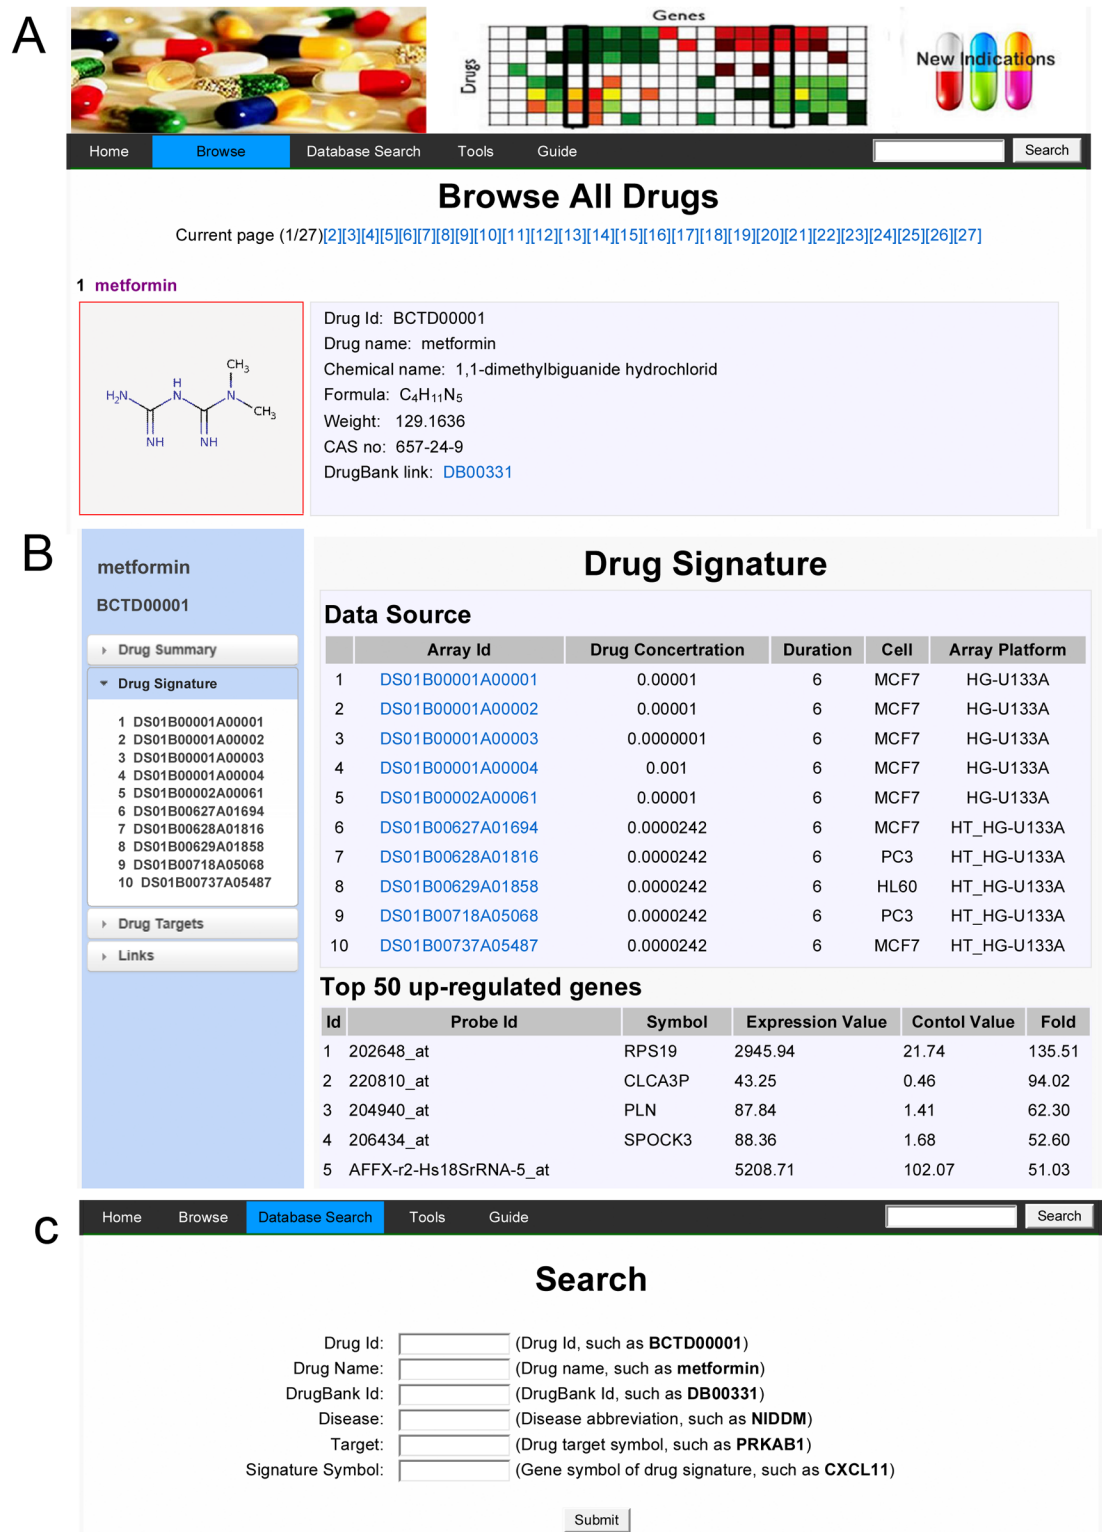 A
Genes
Drugs
New Indications
Home Browse Database Search Tools Guide Search
Browse All Drugs
Current page (1/27)[2][3][4][5][6][7][8][9][10][11][12][13][14][15][16][17][18][19][20][21][22][23][24][25][26][27]
1 metformin
CH₃
H₂N
H
N
N
CH₃
NH
NH
Drug Id: BCTD00001
Drug name: metformin
Chemical name: 1,1-dimethylbiguanide hydrochlorid
Formula: C₄H₁₁N₅
Weight: 129.1636
CAS no: 657-24-9
DrugBank link: DB00331
B
metformin
BCTD00001
Drug Summary
Drug Signature
1 DS01B00001A00001
2 DS01B00001A00002
3 DS01B00001A00003
4 DS01B00001A00004
5 DS01B00002A00061
6 DS01B00627A01694
7 DS01B00628A01816
8 DS01B00629A01858
9 DS01B00718A05068
10 DS01B00737A05487
Drug Targets
Links
Drug Signature
Data Source
Array Id Drug Concertration Duration Cell Array Platform
1 DS01B00001A00001 0.00001 6 MCF7 HG-U133A
2 DS01B00001A00002 0.00001 6 MCF7 HG-U133A
3 DS01B00001A00003 0.0000001 6 MCF7 HG-U133A
4 DS01B00001A00004 0.001 6 MCF7 HG-U133A
5 DS01B00002A00061 0.00001 6 MCF7 HG-U133A
6 DS01B00627A01694 0.0000242 6 MCF7 HT_HG-U133A
7 DS01B00628A01816 0.0000242 6 PC3 HT_HG-U133A
8 DS01B00629A01858 0.0000242 6 HL60 HT_HG-U133A
9 DS01B00718A05068 0.0000242 6 PC3 HT_HG-U133A
10 DS01B00737A05487 0.0000242 6 MCF7 HT_HG-U133A
Top 50 up-regulated genes
Id Probe Id Symbol Expression Value Contol Value Fold
1 202648_at RPS19 2945.94 21.74 135.51
2 220810_at CLCA3P 43.25 0.46 94.02
3 204940_at PLN 87.84 1.41 62.30
4 206434_at SPOCK3 88.36 1.68 52.60
5 AFFX-r2-Hs18SrRNA-5_at 5208.71 102.07 51.03
C
Home Browse Database Search Tools Guide Search
Search
Drug Id: (Drug Id, such as BCTD00001)
Drug Name: (Drug name, such as metformin)
DrugBank Id: (DrugBank Id, such as DB00331)
Disease: (Disease abbreviation, such as NIDDM)
Target: (Drug target symbol, such as PRKAB1)
Signature Symbol: (Gene symbol of drug signature, such as CXCL11)
Submit